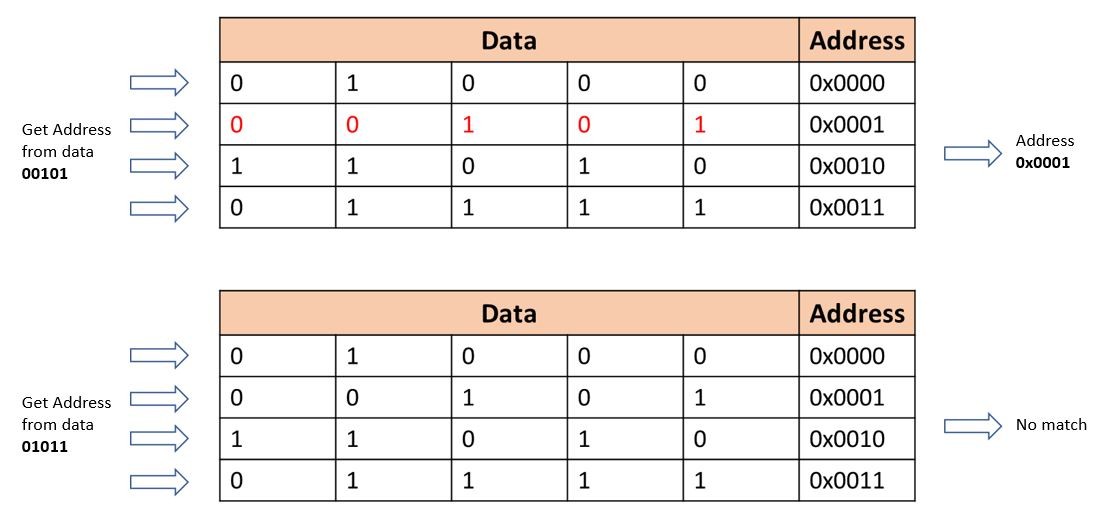 Data Address
0 1 0 0 0 0x0000
0 0 1 0 1 0x0001
1 1 0 1 0 0x0010
0 1 1 1 1 0x0011
Get Address
from data
00101
Address
0x0001
Data Address
0 1 0 0 0 0x0000
0 0 1 0 1 0x0001
1 1 0 1 0 0x0010
0 1 1 1 1 0x0011
Get Address
from data
01011
No match